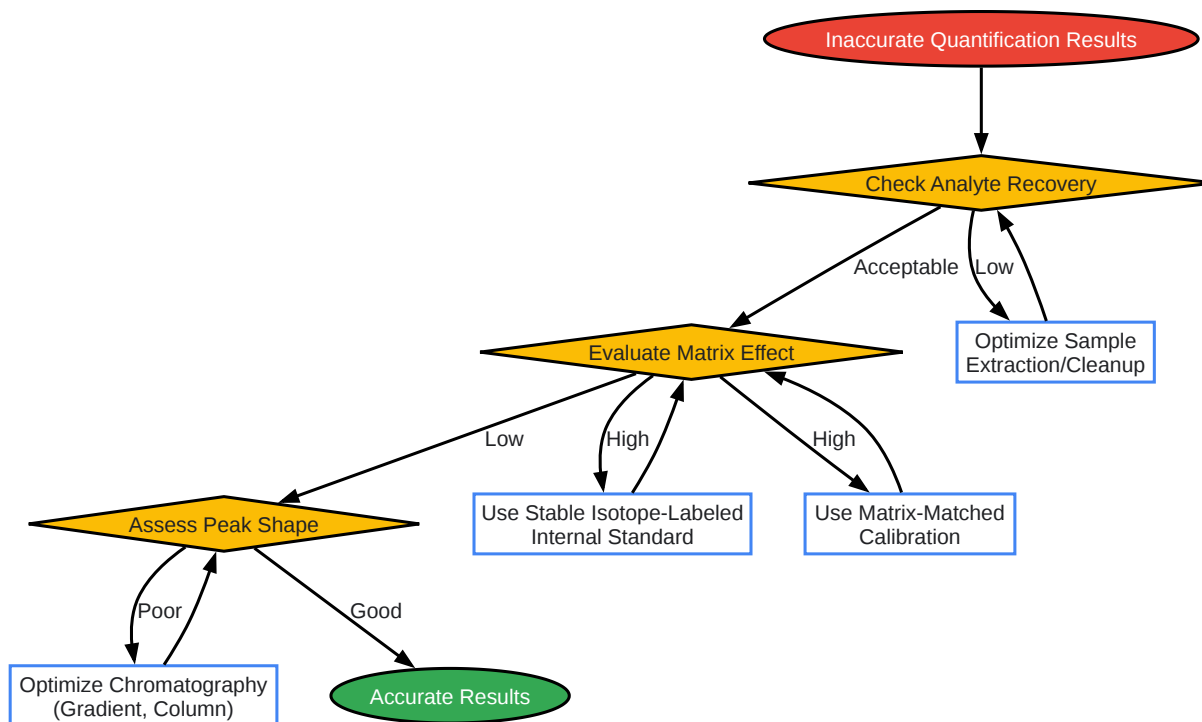 Inaccurate Quantification Results
Check Analyte Recovery
Acceptable
Low
Optimize Sample
Extraction/Cleanup
Evaluate Matrix Effect
Low
High
High
Use Stable Isotope-Labeled
Internal Standard
Use Matrix-Matched
Calibration
Assess Peak Shape
Poor
Good
Optimize Chromatography
(Gradient, Column)
Accurate Results